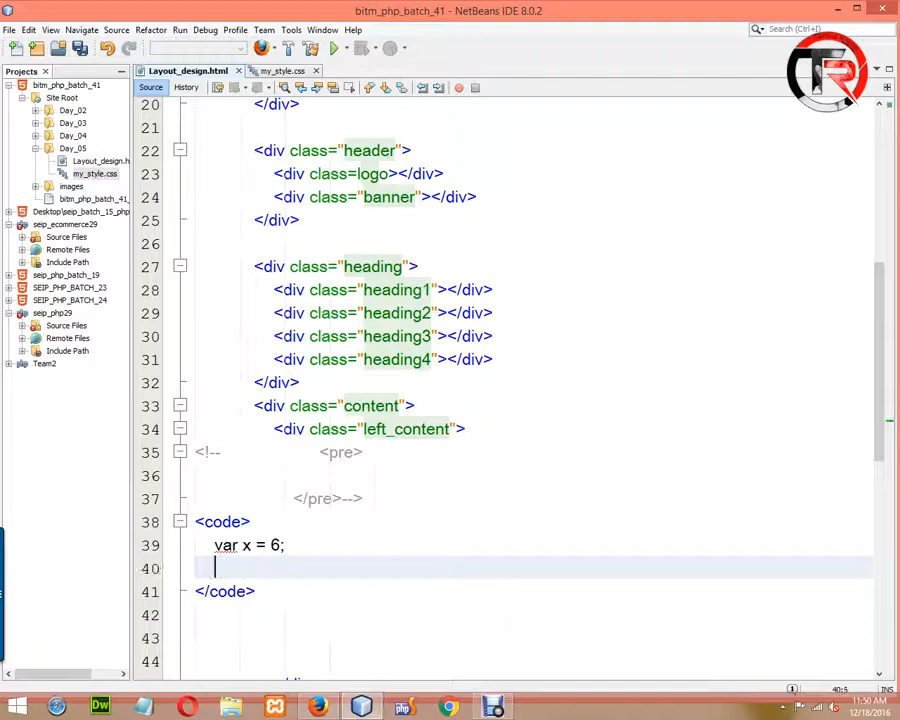 bitm_php_batch_41 - NetBeans IDE 8.0.2
File Edit View Navigate Source Refactor Run Debug Profile Team Tools Window Help
Search (Ctrl+I)
Projects
Layout_design.html
my_style.css
Source History
bitm_php_batch_41
Site Root
Day_02
Day_03
Day_04
Day_05
Layout_design.h
my_style.css
images
bitm_php_batch_41_
Desktop\seip_batch_15_php
seip_ecommerce29
Source Files
Remote Files
Include Path
seip_php_batch_19
SEIP_PHP_BATCH_23
SEIP_PHP_BATCH_24
seip_php29
Source Files
Remote Files
Include Path
Team2
20 </div>
21
22 <div class="header">
23 <div class=logo></div>
24 <div class="banner"></div>
25 </div>
26
27 <div class="heading">
28 <div class="heading1"></div>
29 <div class="heading2"></div>
30 <div class="heading3"></div>
31 <div class="heading4"></div>
32 </div>
33 <div class="content">
34 <div class="left_content">
35 <!-- <pre>
36
37 </pre>-->
38 <code>
39 var x = 6;
40
41 </code>
42
43
44
1 40:5 INS
Dw
php
11:50 AM
12/18/2016